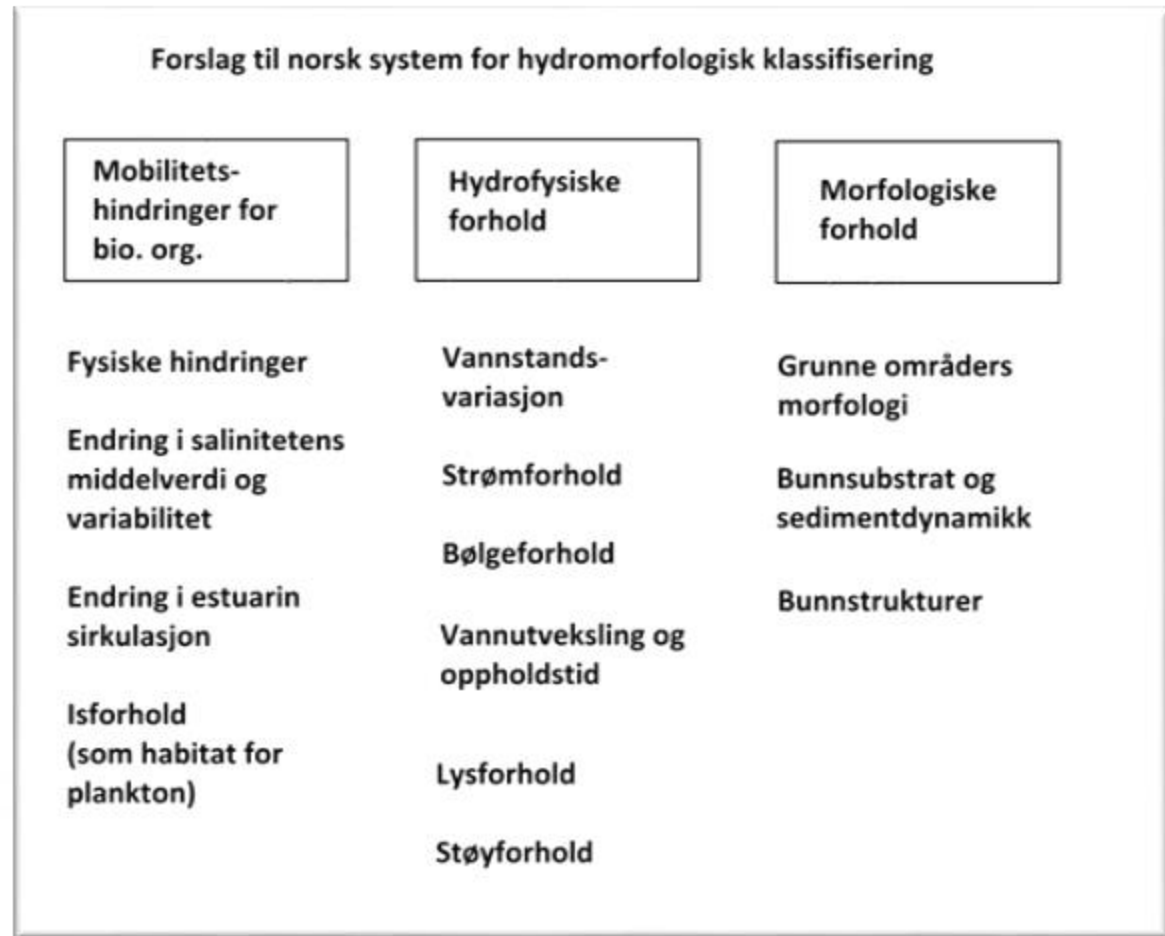 Forslag til norsk system for hydromorfologisk klassifisering
Mobilitets-
hindringer for
bio. org.
Fysiske hindringer
Endring i salinitetens
middelverdi og
variabilitet
Endring i estuarin
sirkulasjon
Isforhold
(som habitat for
plankton)
Hydrofysiske
forhold
Vannstands-
variasjon
Strømforhold
Bølgeforhold
Vannutveksling og
oppholdstid
Lysforhold
Støyforhold
Morfologiske
forhold
Grunne områders
morfologi
Bunnsubstrat og
sedimentdynamikk
Bunnstrukturer